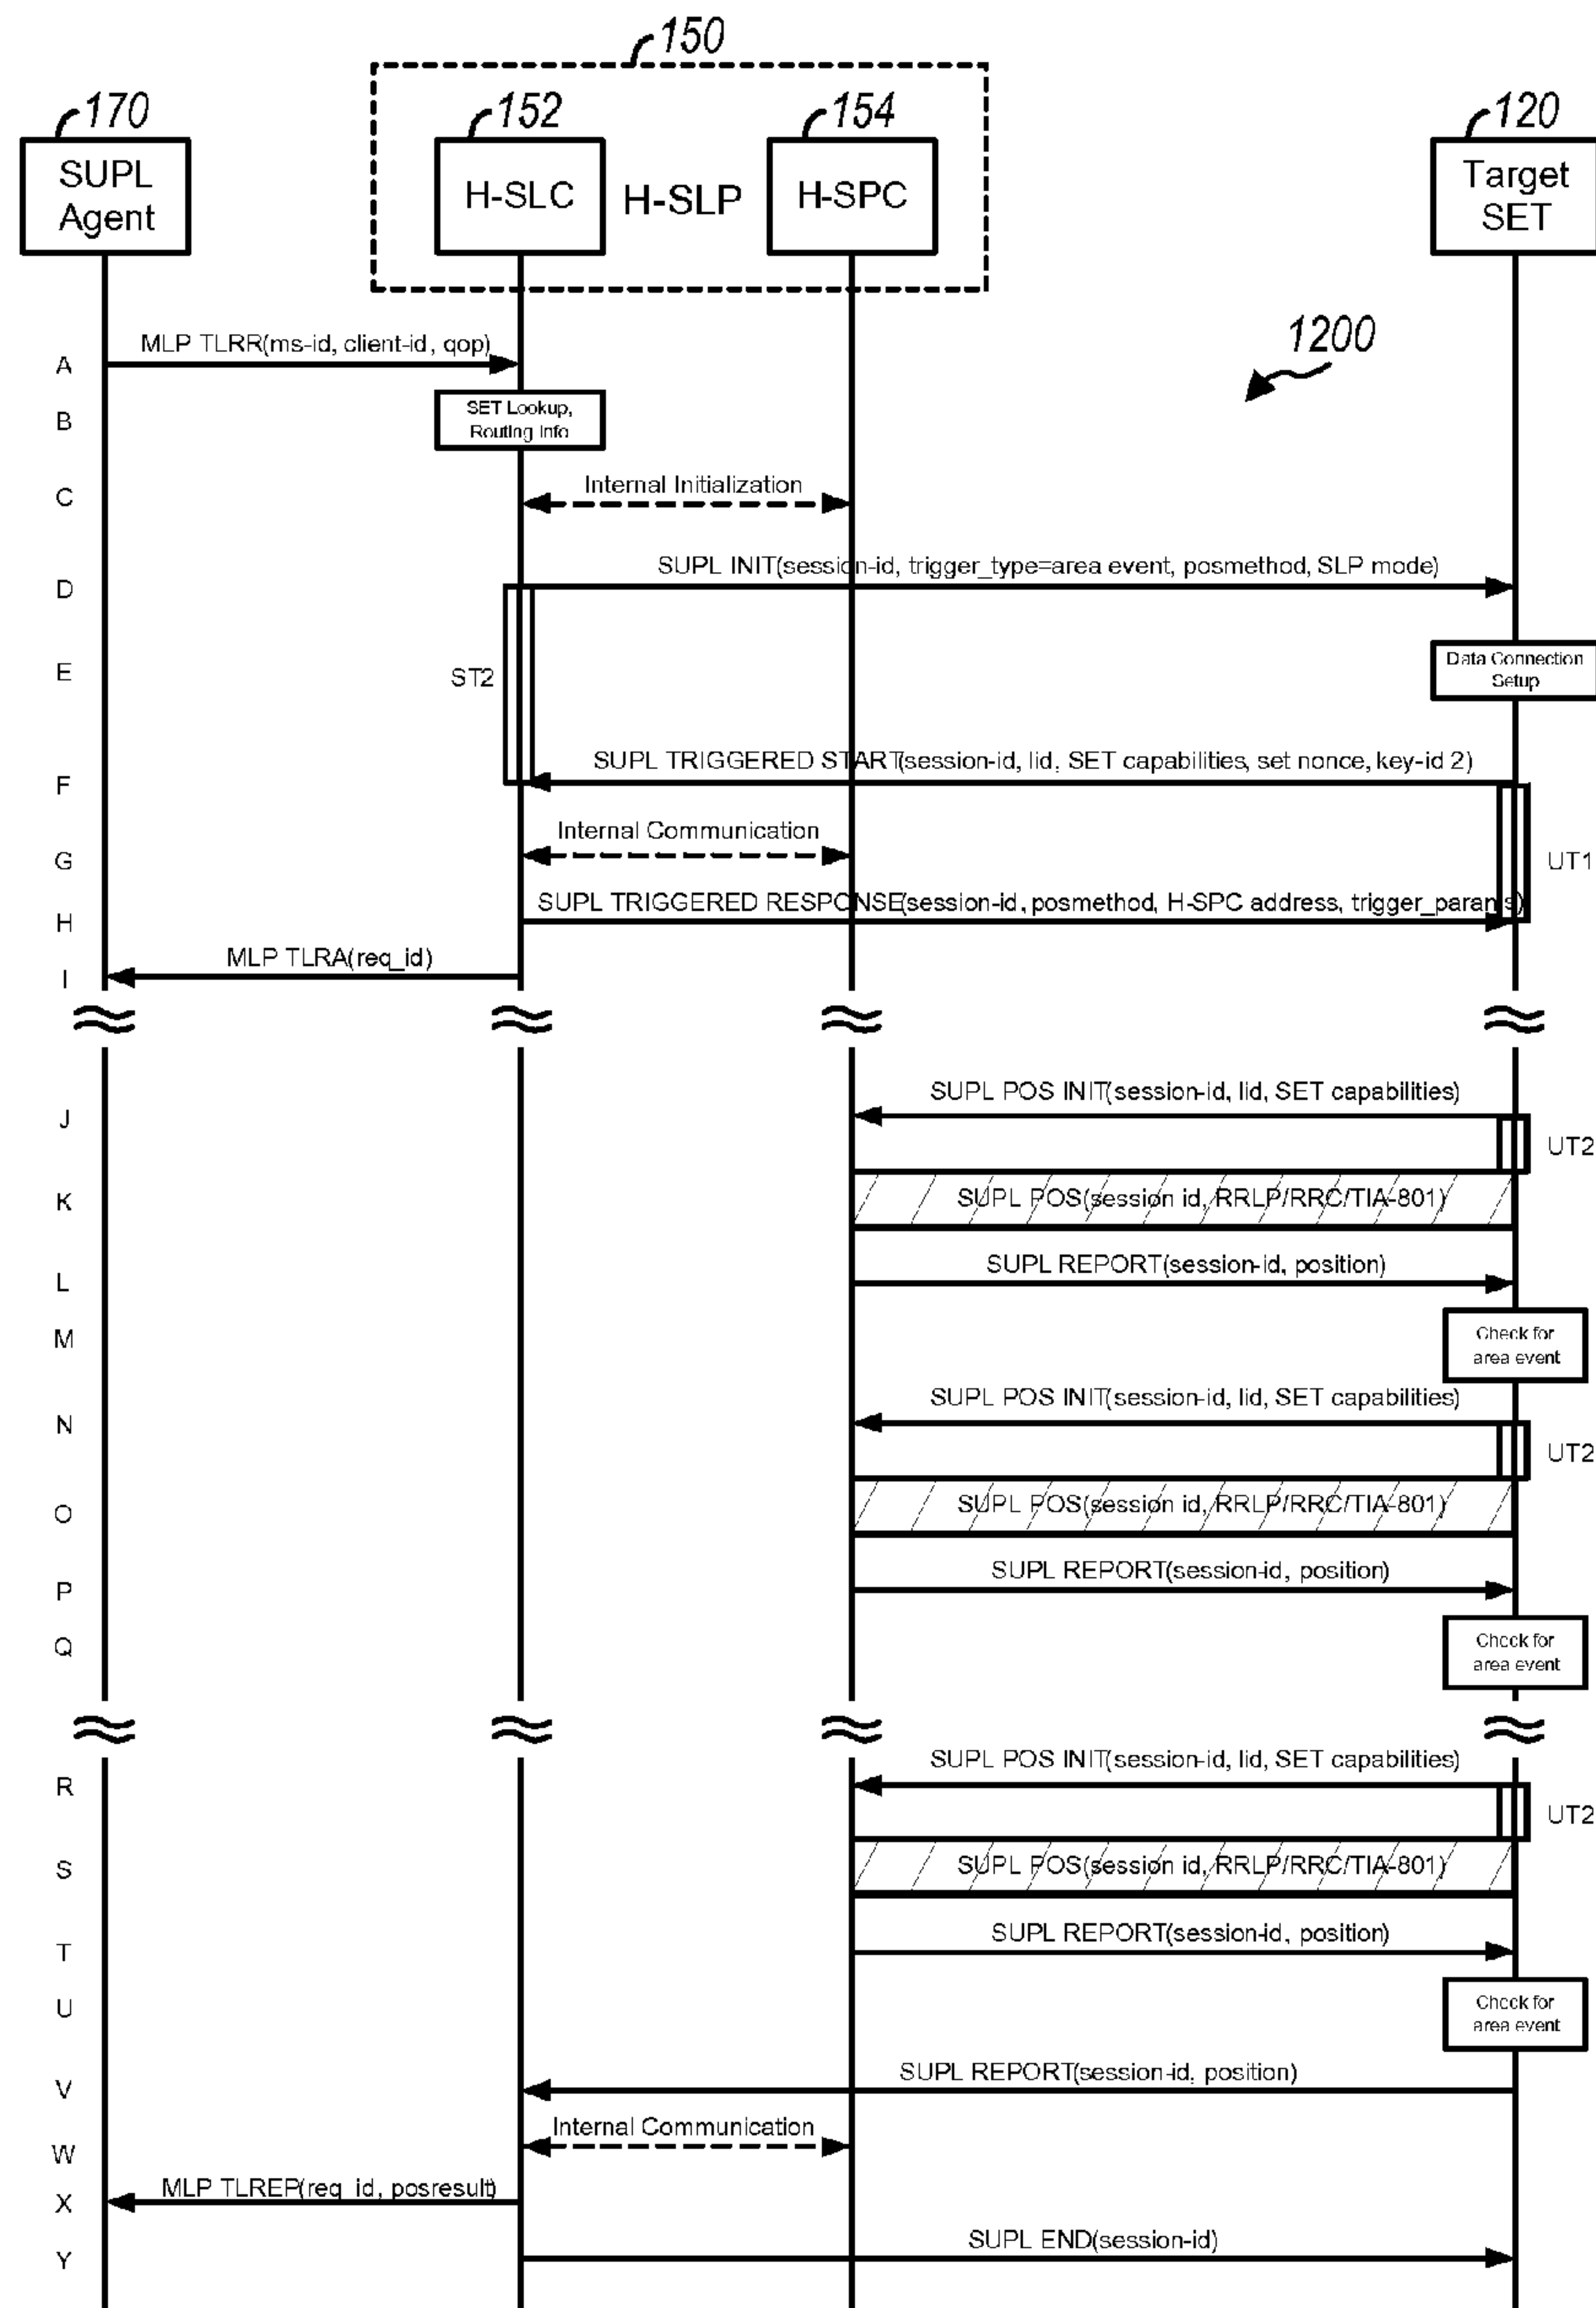 150
170
152
154
120
SUPL
Agent
H-SLC
H-SLP
H-SPC
Target
SET
1200
A
MLP TLRR(ms-id, client-id, qop)
B
SET Lookup,
Routing Info
C
Internal Initialization
D
SUPL INIT(session-id, trigger_type=area event, posmethod, SLP mode)
E
ST2
Data Connection
Setup
F
SUPL TRIGGERED START(session-id, lid, SET capabilities, set nonce, key-id 2)
G
Internal Communication
UT1
H
SUPL TRIGGERED RESPONSE(session-id, posmethod, H-SPC address, trigger_params)
I
MLP TLRA(req_id)
J
SUPL POS INIT(session-id, lid, SET capabilities)
UT2
K
SUPL POS(session id, RRLP/RRC/TIA-801)
L
SUPL REPORT(session-id, position)
M
Check for
area event
N
SUPL POS INIT(session-id, lid, SET capabilities)
UT2
O
SUPL POS(session id, RRLP/RRC/TIA-801)
P
SUPL REPORT(session-id, position)
Q
Check for
area event
R
SUPL POS INIT(session-id, lid, SET capabilities)
UT2
S
SUPL POS(session id, RRLP/RRC/TIA-801)
T
SUPL REPORT(session-id, position)
U
Check for
area event
V
SUPL REPORT(session-id, position)
W
Internal Communication
X
MLP TLREP(req_id, posresult)
Y
SUPL END(session-id)